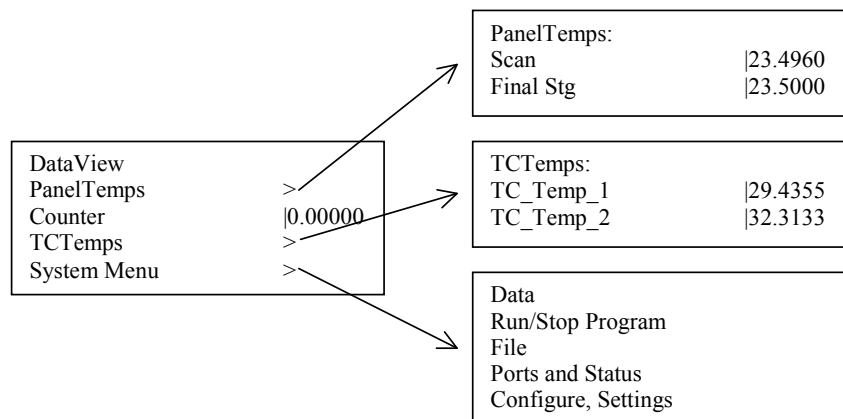 PanelTemps:
Scan |23.4960
Final Stg |23.5000
DataView
PanelTemps >
Counter |0.00000
TCTemps >
System Menu >
TCTemps:
TC_Temp_1 |29.4355
TC_Temp_2 |32.3133
Data
Run/Stop Program
File
Ports and Status
Configure, Settings